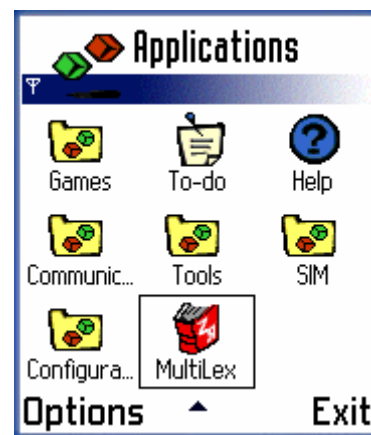 Applications
Games To-do Help
Communic... Tools SIM
Configura... MultiLex
Options Exit